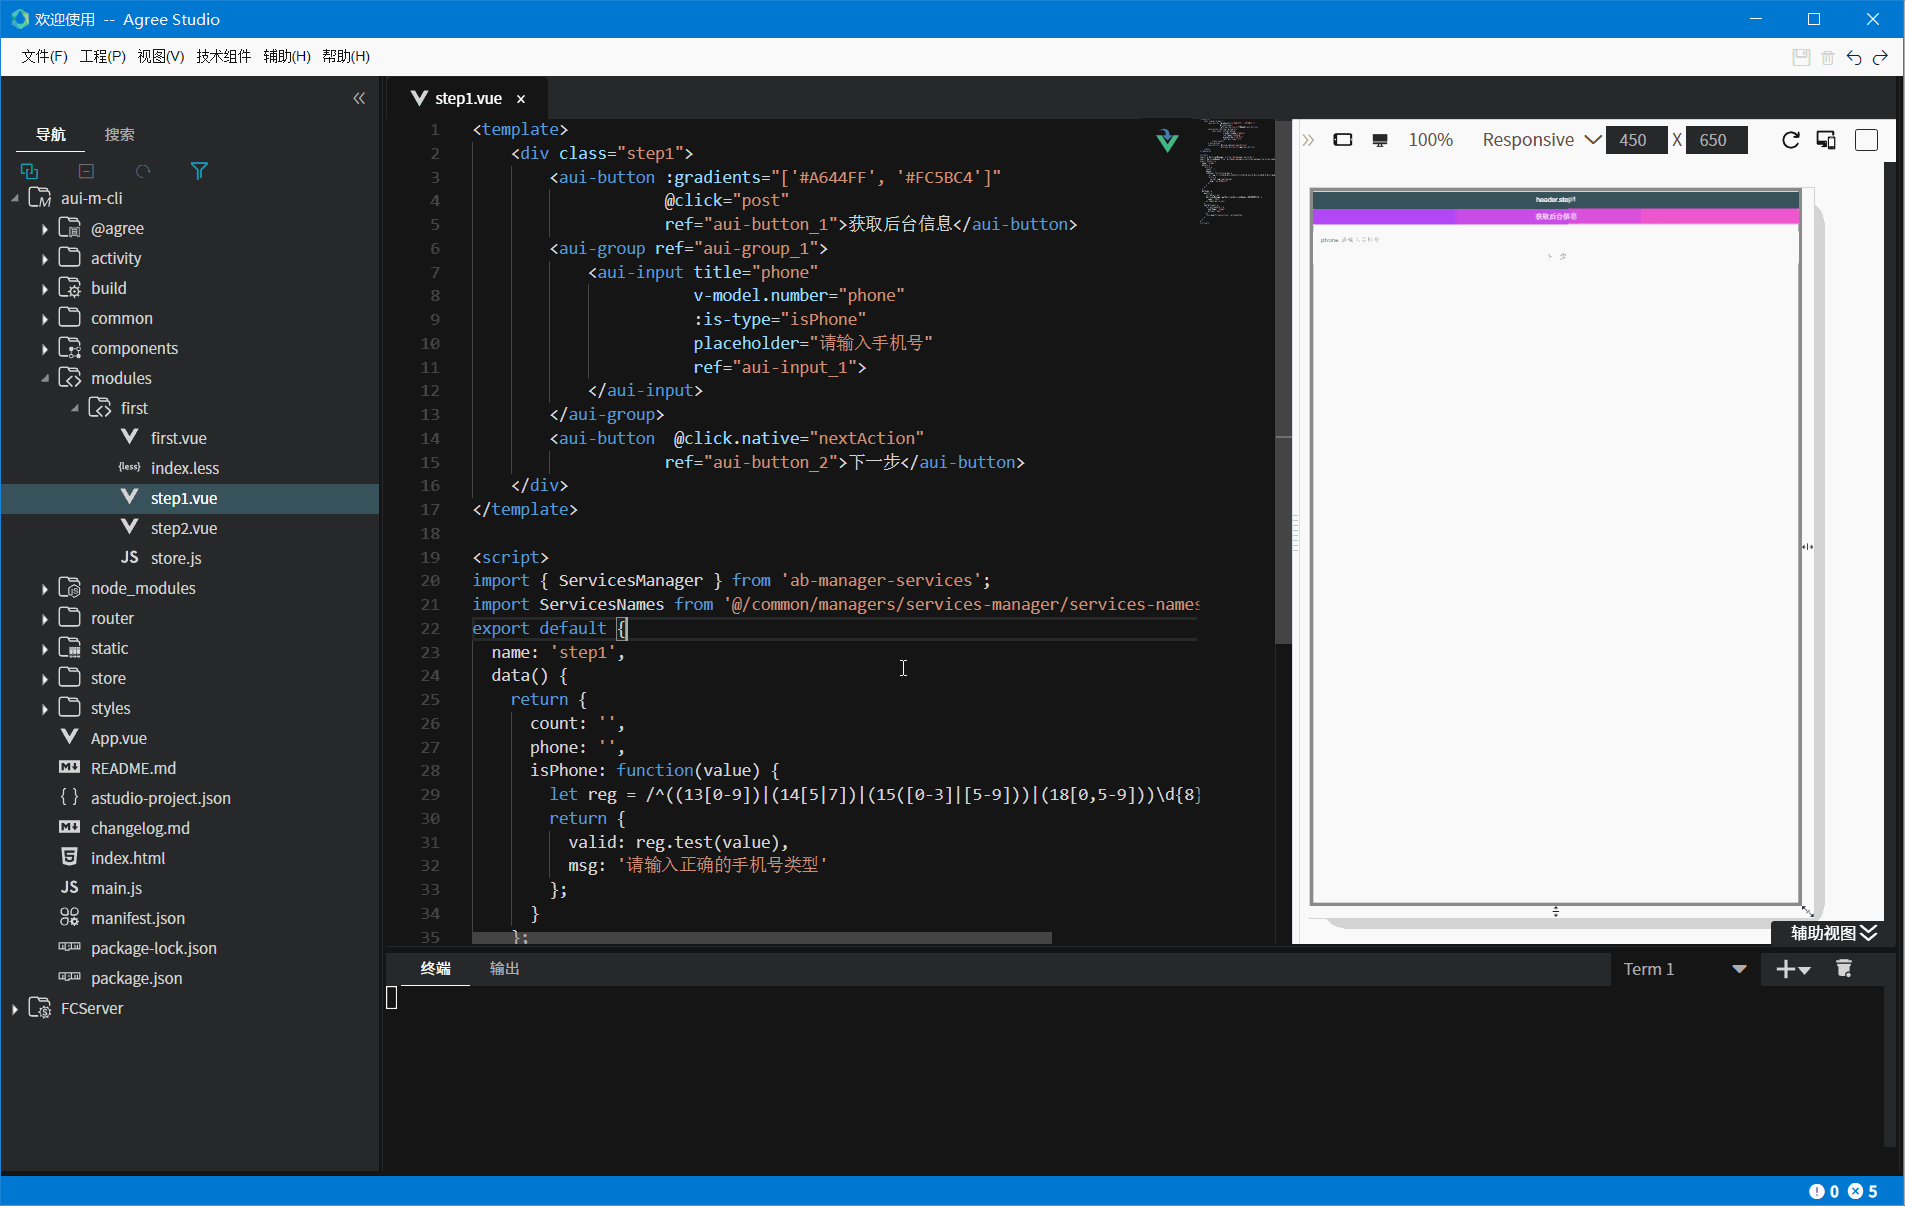 欢迎使用 -- Agree Studio
文件(F) 工程(P) 视图(V) 技术组件 辅助(H) 帮助(H)
导航 搜索
aui-m-cli
@agree
activity
build
common
components
modules
first
first.vue
{less} index.less
step1.vue
step2.vue
JS store.js
node_modules
router
static
store
styles
App.vue
README.md
{ } astudio-project.json
changelog.md
index.html
JS main.js
manifest.json
package-lock.json
package.json
FCServer
step1.vue ×
1 <template>
2 <div class="step1">
3 <aui-button :gradients="['#A644FF', '#FC5BC4']"
4 @click="post"
5 ref="aui-button_1">获取后台信息</aui-button>
6 <aui-group ref="aui-group_1">
7 <aui-input title="phone"
8 v-model.number="phone"
9 :is-type="isPhone"
10 placeholder="请输入手机号"
11 ref="aui-input_1">
12 </aui-input>
13 </aui-group>
14 <aui-button  @click.native="nextAction"
15 ref="aui-button_2">下一步</aui-button>
16 </div>
17 </template>
18
19 <script>
20 import { ServicesManager } from 'ab-manager-services';
21 import ServicesNames from '@/common/managers/services-manager/services-names
22 export default {
23 name: 'step1',
24 data() {
25 return {
26 count: '',
27 phone: '',
28 isPhone: function(value) {
29 let reg = /^((13[0-9])|(14[5|7])|(15([0-3]|[5-9]))|(18[0,5-9]))\d{8}
30 return {
31 valid: reg.test(value),
32 msg: '请输入正确的手机号类型'
33 };
34 }
35 };
100% Responsive 450 X 650
header.step1
获取后台信息
phone 请输入手机号
下一步
辅助视图
终端 输出 Term 1
0 5